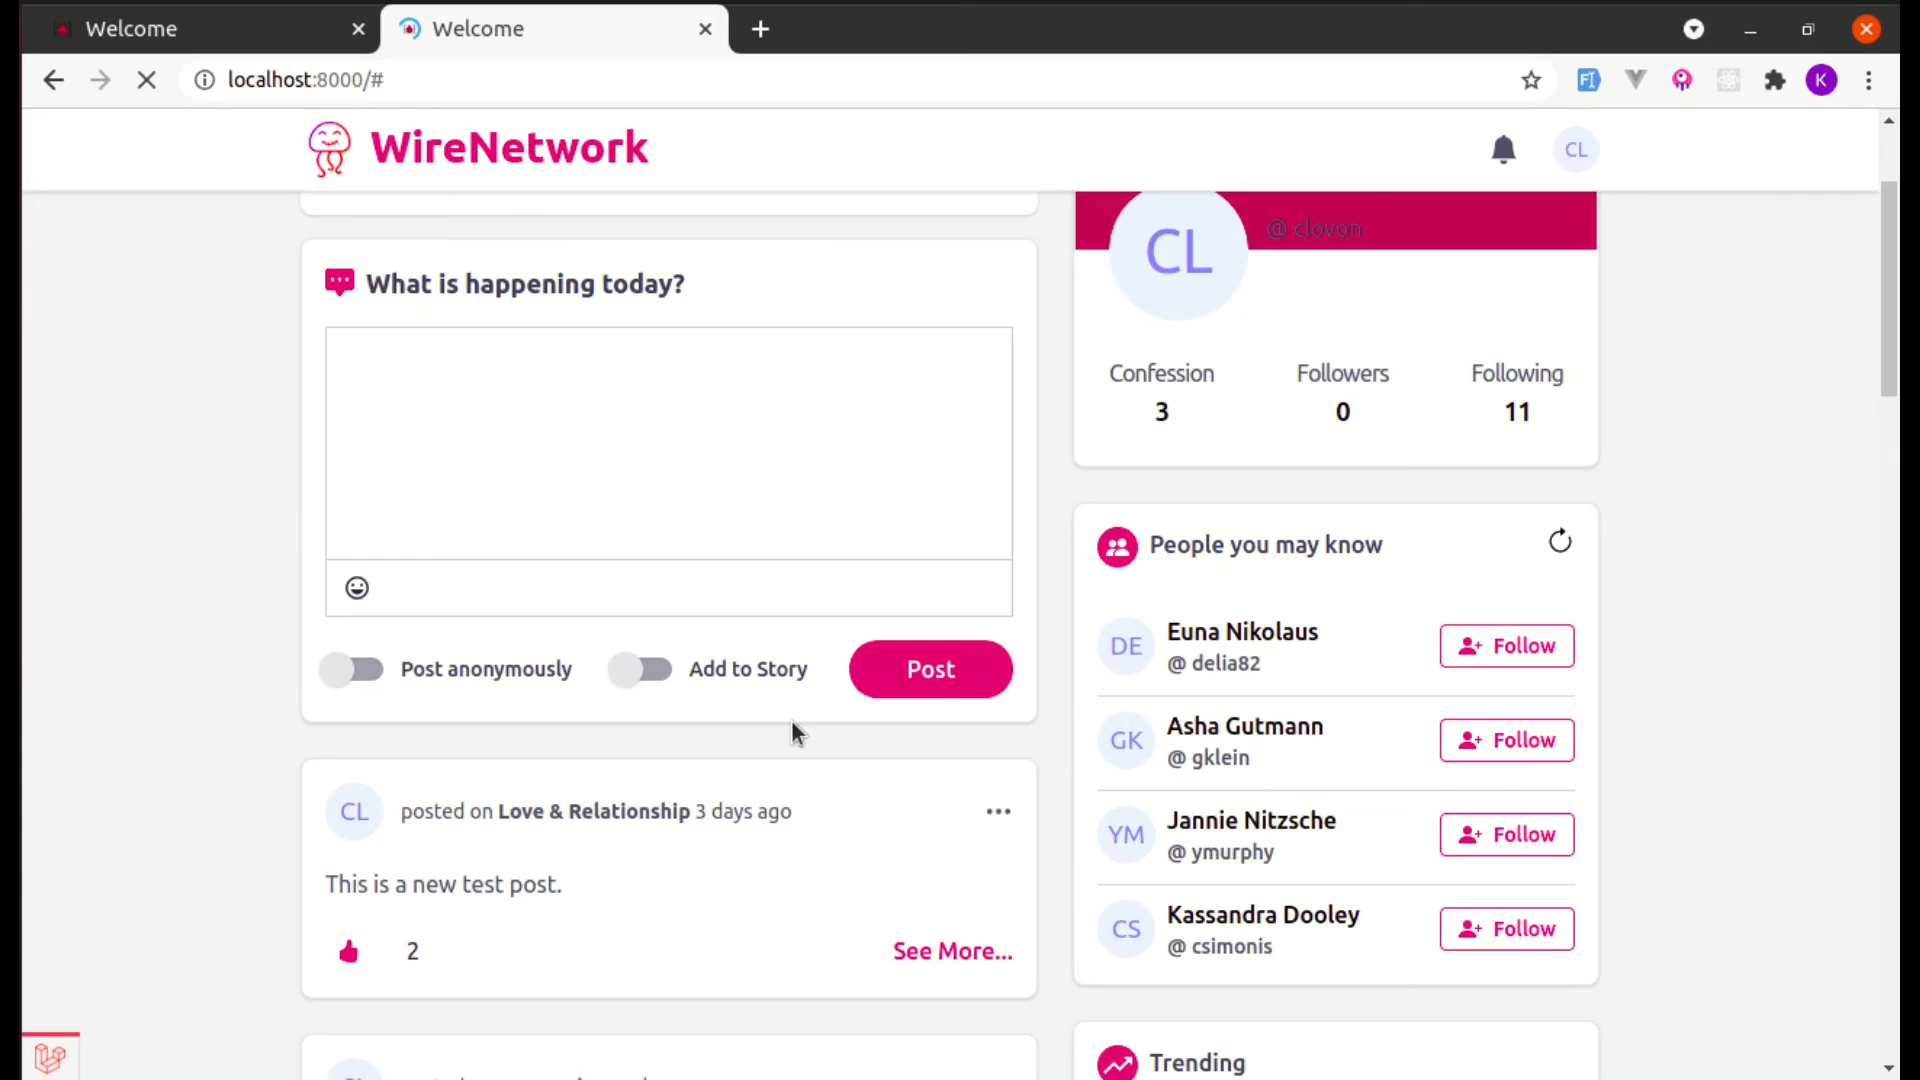 Welcome
Welcome
localhost:8000/#
K
WireNetwork
CL
What is happening today?
Post anonymously
Add to Story
Post
CL
posted on Love & Relationship 3 days ago
This is a new test post.
2
See More...
CL
@ clovon
Confession
Followers
Following
3
0
11
People you may know
DE
Euna Nikolaus
@ delia82
Follow
GK
Asha Gutmann
@ gklein
Follow
YM
Jannie Nitzsche
@ ymurphy
Follow
CS
Kassandra Dooley
@ csimonis
Follow
Trending